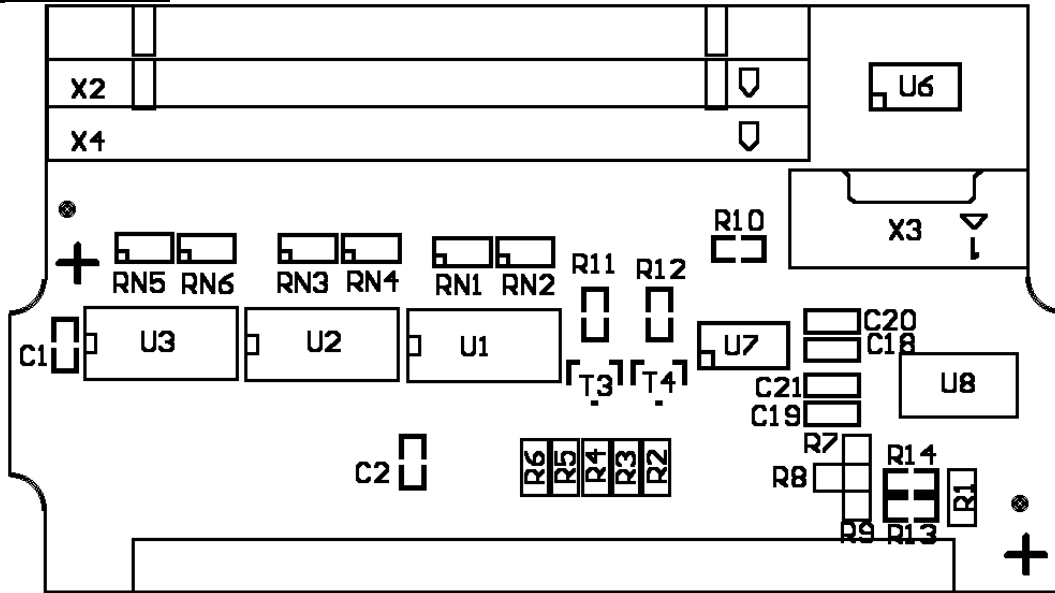 X2
U6
X4
R10
X3
1
RN5 RN6 RN3 RN4 RN1 RN2 R11 R12
C1 U3 U2 U1 U7 C20
C18
T3 T4 C21 U8
C19
C2 R6 R5 R4 R3 R2 R7
R8 R14
R1
R9 R13